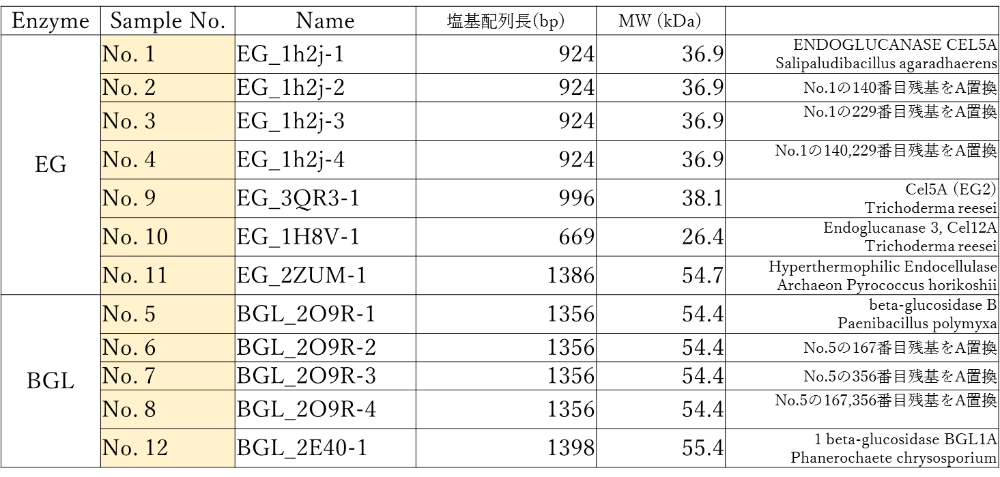 Enzyme Sample No. Name 塩基配列長(bp) MW (kDa)
EG
No. 1 EG_1h2j-1 924 36.9 ENDOGLUCANASE CEL5A
Salipaludibacillus agaradhaerens
No. 2 EG_1h2j-2 924 36.9 No.1の140番目残基をA置換
No. 3 EG_1h2j-3 924 36.9 No.1の229番目残基をA置換
No. 4 EG_1h2j-4 924 36.9 No.1の140,229番目残基をA置換
No. 9 EG_3QR3-1 996 38.1 Cel5A (EG2)
Trichoderma reesei
No. 10 EG_1H8V-1 669 26.4 Endoglucanase 3, Cel12A
Trichoderma reesei
No. 11 EG_2ZUM-1 1386 54.7 Hyperthermophilic Endocellulase
Archaeon Pyrococcus horikoshii
BGL
No. 5 BGL_2O9R-1 1356 54.4 beta-glucosidase B
Paenibacillus polymyxa
No. 6 BGL_2O9R-2 1356 54.4 No.5の167番目残基をA置換
No. 7 BGL_2O9R-3 1356 54.4 No.5の356番目残基をA置換
No. 8 BGL_2O9R-4 1356 54.4 No.5の167,356番目残基をA置換
No. 12 BGL_2E40-1 1398 55.4 1 beta-glucosidase BGL1A
Phanerochaete chrysosporium